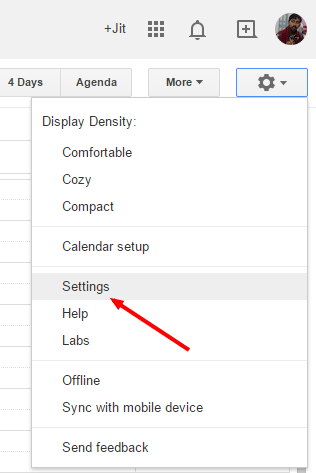 +Jit
4 Days Agenda More
Display Density:
Comfortable
Cozy
Compact
Calendar setup
Settings
Help
Labs
Offline
Sync with mobile device
Send feedback